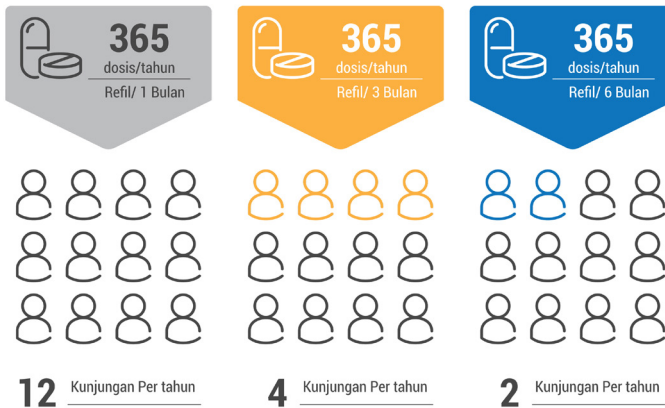 365
dosis/tahun
Refil/ 1 Bulan
365
dosis/tahun
Refil/ 3 Bulan
365
dosis/tahun
Refil/ 6 Bulan
12 Kunjungan Per tahun
4 Kunjungan Per tahun
2 Kunjungan Per tahun